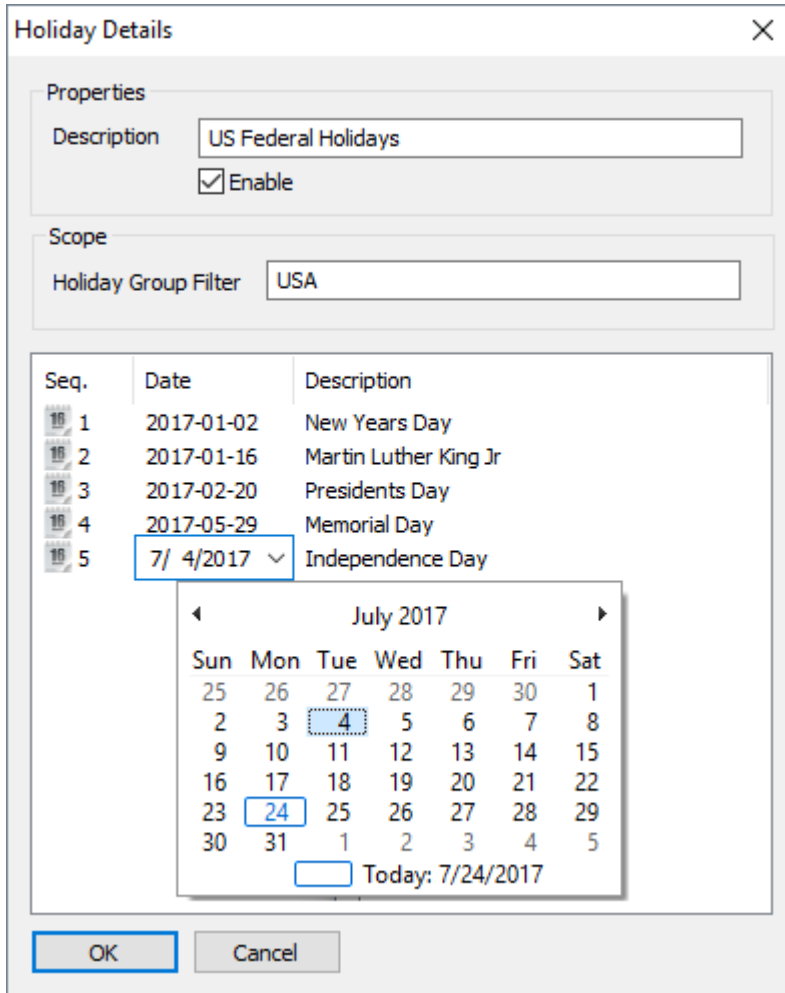 Holiday Details
Properties
Description US Federal Holidays
Enable
Scope
Holiday Group Filter USA
Seq. Date Description
16 1 2017-01-02 New Years Day
16 2 2017-01-16 Martin Luther King Jr
16 3 2017-02-20 Presidents Day
16 4 2017-05-29 Memorial Day
16 5 7/ 4/2017 Independence Day
July 2017
Sun Mon Tue Wed Thu Fri Sat
25 26 27 28 29 30 1
2 3 4 5 6 7 8
9 10 11 12 13 14 15
16 17 18 19 20 21 22
23 24 25 26 27 28 29
30 31 1 2 3 4 5
Today: 7/24/2017
OK Cancel